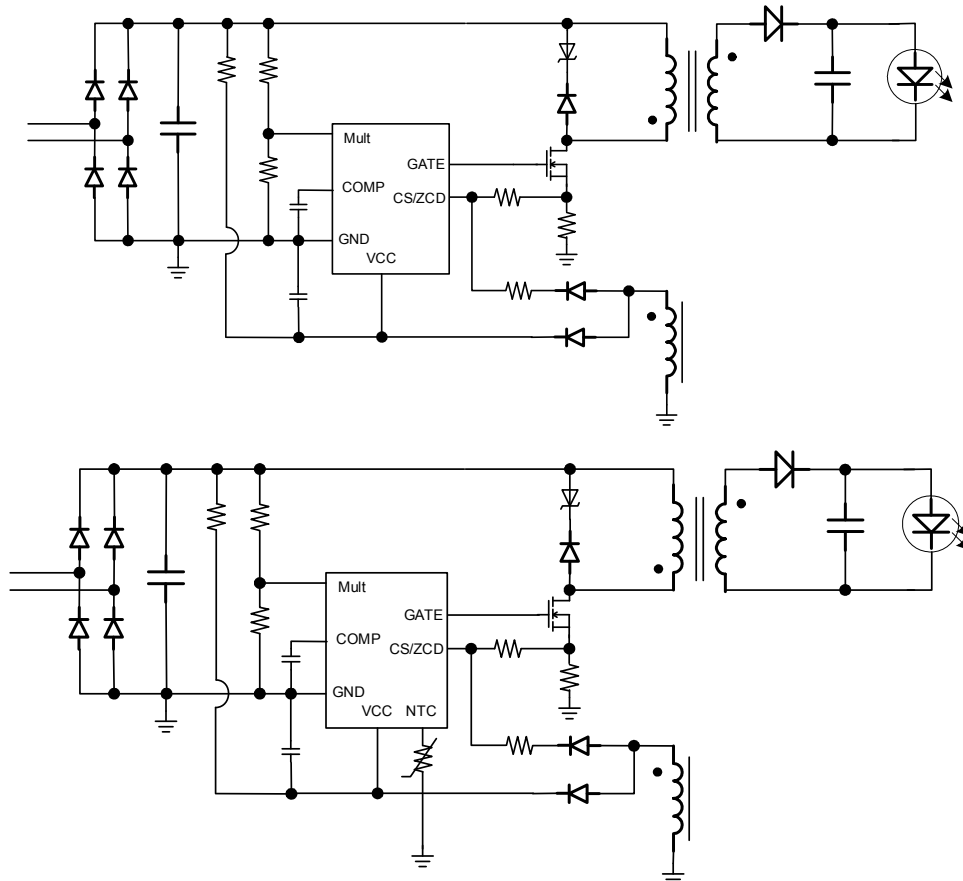 Mult
GATE
COMP
CS/ZCD
GND
VCC
Mult
GATE
COMP
CS/ZCD
GND
VCC NTC